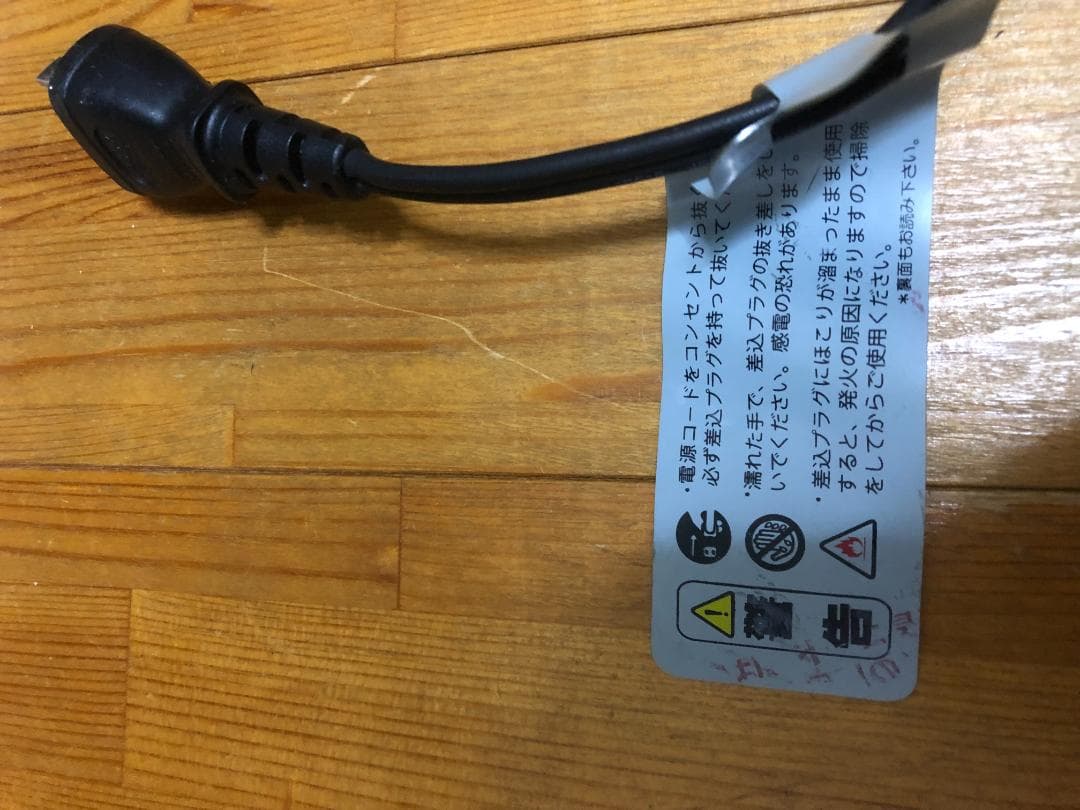 警告
・電源コードをコンセントから抜
必ず差込プラグを持って抜いてく
・濡れた手で、差込プラグの抜き差しをし
いでください。感電の恐れがあります。
・差込プラグにほこりが溜まったまま使用
すると、発火の原因になりますので掃除
をしてからご使用ください。
*裏面もお読み下さい。